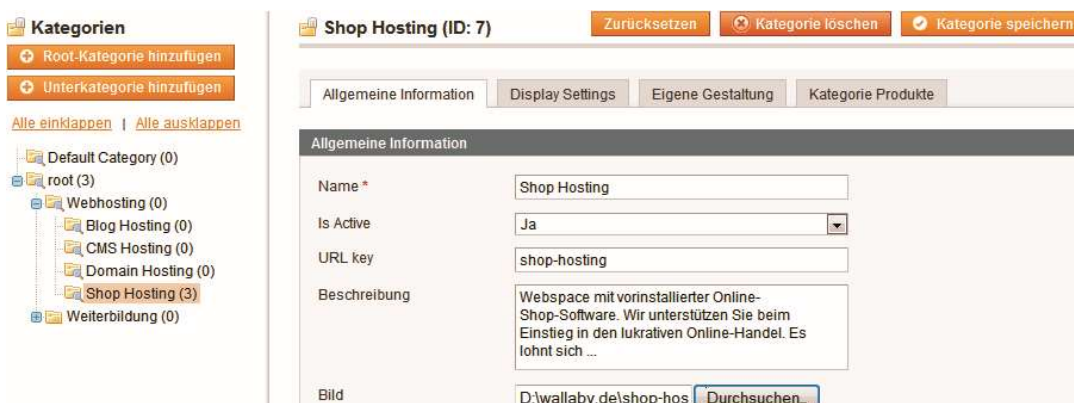 Kategorien
Root-Kategorie hinzufügen
Unterkategorie hinzufügen
Alle einklappen | Alle ausklappen
Default Category (0)
root (3)
Webhosting (0)
Blog Hosting (0)
CMS Hosting (0)
Domain Hosting (0)
Shop Hosting (3)
Weiterbildung (0)
Shop Hosting (ID: 7)
Zurücksetzen
Kategorie löschen
Kategorie speichern
Allgemeine Information
Display Settings
Eigene Gestaltung
Kategorie Produkte
Allgemeine Information
Name *
Shop Hosting
Is Active
Ja
URL key
shop-hosting
Beschreibung
Webspace mit vorinstallierter Online-
Shop-Software. Wir unterstützen Sie beim
Einstieg in den lukrativen Online-Handel. Es
lohnt sich ...
Bild
D:\wallaby.de\shop-hos
Durchsuchen..